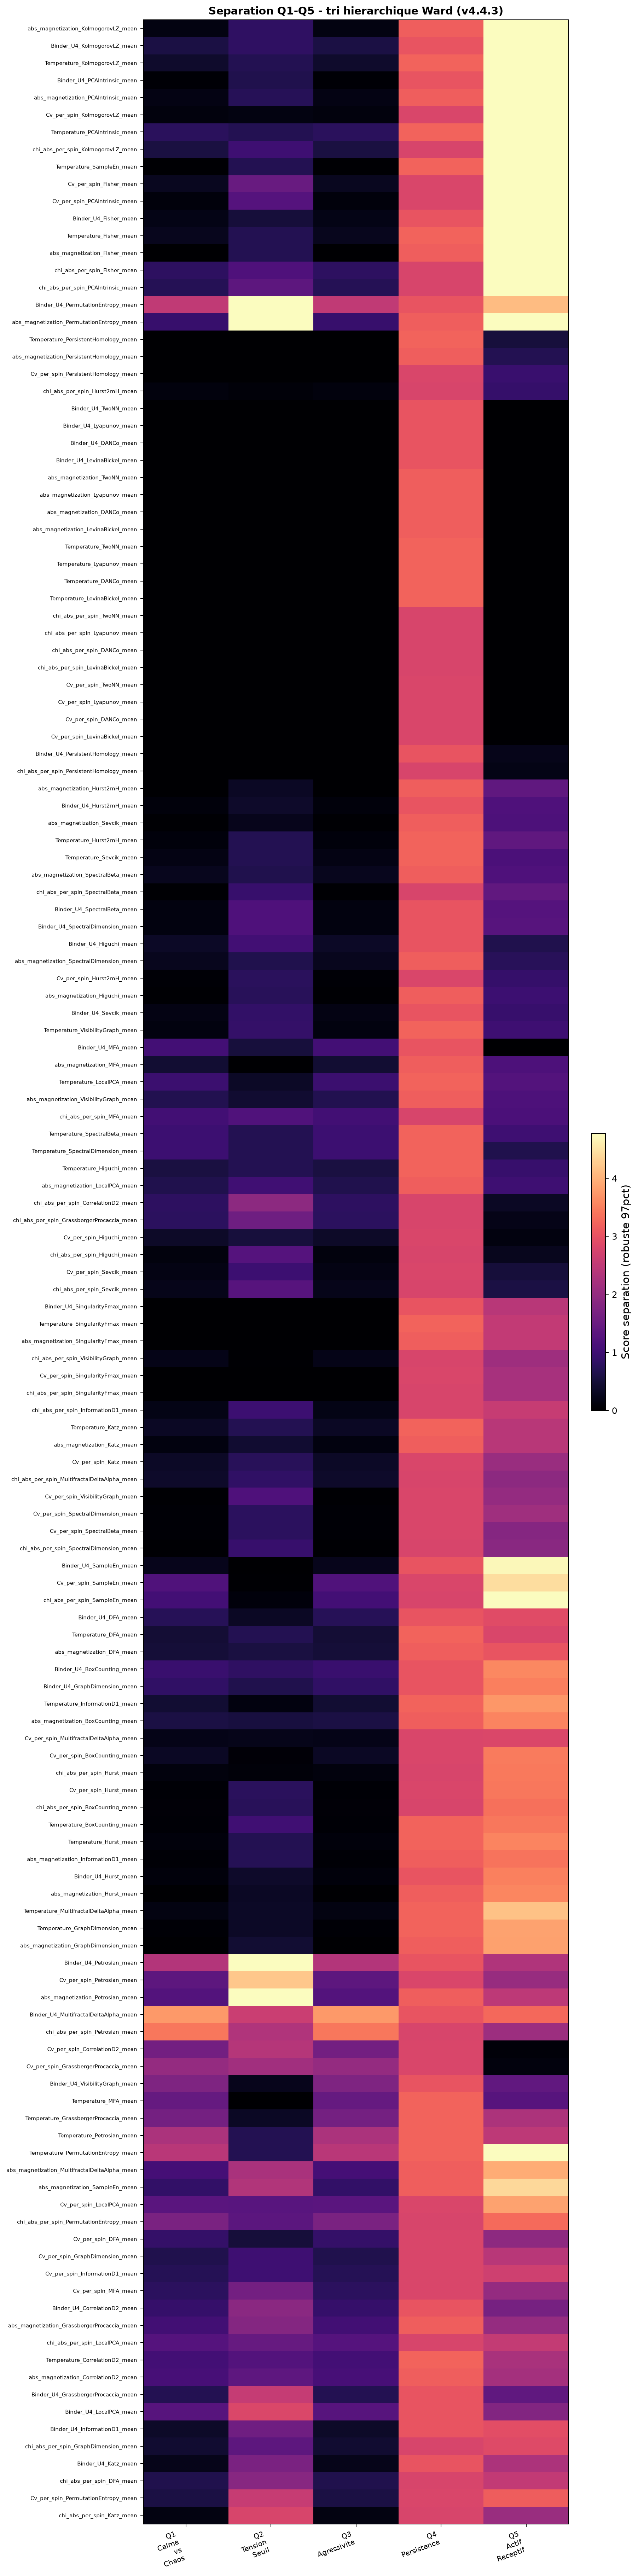 Separation Q1-Q5 - tri hierarchique Ward (v4.4.3)
abs_magnetization_KolmogorovLZ_mean
Binder_U4_KolmogorovLZ_mean
Temperature_KolmogorovLZ_mean
Binder_U4_PCAIntrinsic_mean
abs_magnetization_PCAIntrinsic_mean
Cv_per_spin_KolmogorovLZ_mean
Temperature_PCAIntrinsic_mean
chi_abs_per_spin_KolmogorovLZ_mean
Temperature_SampleEn_mean
Cv_per_spin_Fisher_mean
Cv_per_spin_PCAIntrinsic_mean
Binder_U4_Fisher_mean
Temperature_Fisher_mean
abs_magnetization_Fisher_mean
chi_abs_per_spin_Fisher_mean
chi_abs_per_spin_PCAIntrinsic_mean
Binder_U4_PermutationEntropy_mean
abs_magnetization_PermutationEntropy_mean
Temperature_PersistentHomology_mean
abs_magnetization_PersistentHomology_mean
Cv_per_spin_PersistentHomology_mean
chi_abs_per_spin_Hurst2mH_mean
Binder_U4_TwoNN_mean
Binder_U4_Lyapunov_mean
Binder_U4_DANCo_mean
Binder_U4_LevinaBickel_mean
abs_magnetization_TwoNN_mean
abs_magnetization_Lyapunov_mean
abs_magnetization_DANCo_mean
abs_magnetization_LevinaBickel_mean
Temperature_TwoNN_mean
Temperature_Lyapunov_mean
Temperature_DANCo_mean
Temperature_LevinaBickel_mean
chi_abs_per_spin_TwoNN_mean
chi_abs_per_spin_Lyapunov_mean
chi_abs_per_spin_DANCo_mean
chi_abs_per_spin_LevinaBickel_mean
Cv_per_spin_TwoNN_mean
Cv_per_spin_Lyapunov_mean
Cv_per_spin_DANCo_mean
Cv_per_spin_LevinaBickel_mean
Binder_U4_PersistentHomology_mean
chi_abs_per_spin_PersistentHomology_mean
abs_magnetization_Hurst2mH_mean
Binder_U4_Hurst2mH_mean
abs_magnetization_Sevcik_mean
Temperature_Hurst2mH_mean
Temperature_Sevcik_mean
abs_magnetization_SpectralBeta_mean
chi_abs_per_spin_SpectralBeta_mean
Binder_U4_SpectralBeta_mean
Binder_U4_SpectralDimension_mean
Binder_U4_Higuchi_mean
abs_magnetization_SpectralDimension_mean
Cv_per_spin_Hurst2mH_mean
abs_magnetization_Higuchi_mean
Binder_U4_Sevcik_mean
Temperature_VisibilityGraph_mean
Binder_U4_MFA_mean
abs_magnetization_MFA_mean
Temperature_LocalPCA_mean
abs_magnetization_VisibilityGraph_mean
chi_abs_per_spin_MFA_mean
Temperature_SpectralBeta_mean
Temperature_SpectralDimension_mean
Temperature_Higuchi_mean
abs_magnetization_LocalPCA_mean
chi_abs_per_spin_CorrelationD2_mean
chi_abs_per_spin_GrassbergerProcaccia_mean
Cv_per_spin_Higuchi_mean
chi_abs_per_spin_Higuchi_mean
Cv_per_spin_Sevcik_mean
chi_abs_per_spin_Sevcik_mean
Binder_U4_SingularityFmax_mean
Temperature_SingularityFmax_mean
abs_magnetization_SingularityFmax_mean
chi_abs_per_spin_VisibilityGraph_mean
Cv_per_spin_SingularityFmax_mean
chi_abs_per_spin_SingularityFmax_mean
chi_abs_per_spin_InformationD1_mean
Temperature_Katz_mean
abs_magnetization_Katz_mean
Cv_per_spin_Katz_mean
chi_abs_per_spin_MultifractalDeltaAlpha_mean
Cv_per_spin_VisibilityGraph_mean
Cv_per_spin_SpectralDimension_mean
Cv_per_spin_SpectralBeta_mean
chi_abs_per_spin_SpectralDimension_mean
Binder_U4_SampleEn_mean
Cv_per_spin_SampleEn_mean
chi_abs_per_spin_SampleEn_mean
Binder_U4_DFA_mean
Temperature_DFA_mean
abs_magnetization_DFA_mean
Binder_U4_BoxCounting_mean
Binder_U4_GraphDimension_mean
Temperature_InformationD1_mean
abs_magnetization_BoxCounting_mean
Cv_per_spin_MultifractalDeltaAlpha_mean
Cv_per_spin_BoxCounting_mean
chi_abs_per_spin_Hurst_mean
Cv_per_spin_Hurst_mean
chi_abs_per_spin_BoxCounting_mean
Temperature_BoxCounting_mean
Temperature_Hurst_mean
abs_magnetization_InformationD1_mean
Binder_U4_Hurst_mean
abs_magnetization_Hurst_mean
Temperature_MultifractalDeltaAlpha_mean
Temperature_GraphDimension_mean
abs_magnetization_GraphDimension_mean
Binder_U4_Petrosian_mean
Cv_per_spin_Petrosian_mean
abs_magnetization_Petrosian_mean
Binder_U4_MultifractalDeltaAlpha_mean
chi_abs_per_spin_Petrosian_mean
Cv_per_spin_CorrelationD2_mean
Cv_per_spin_GrassbergerProcaccia_mean
Binder_U4_VisibilityGraph_mean
Temperature_MFA_mean
Temperature_GrassbergerProcaccia_mean
Temperature_Petrosian_mean
Temperature_PermutationEntropy_mean
abs_magnetization_MultifractalDeltaAlpha_mean
abs_magnetization_SampleEn_mean
Cv_per_spin_LocalPCA_mean
chi_abs_per_spin_PermutationEntropy_mean
Cv_per_spin_DFA_mean
Cv_per_spin_GraphDimension_mean
Cv_per_spin_InformationD1_mean
Cv_per_spin_MFA_mean
Binder_U4_CorrelationD2_mean
abs_magnetization_GrassbergerProcaccia_mean
chi_abs_per_spin_LocalPCA_mean
Temperature_CorrelationD2_mean
abs_magnetization_CorrelationD2_mean
Binder_U4_GrassbergerProcaccia_mean
Binder_U4_LocalPCA_mean
Binder_U4_InformationD1_mean
chi_abs_per_spin_GraphDimension_mean
Binder_U4_Katz_mean
chi_abs_per_spin_DFA_mean
Cv_per_spin_PermutationEntropy_mean
chi_abs_per_spin_Katz_mean
Q1
Calme
vs
Chaos
Q2
Tension
Seuil
Q3
Agressivite
Q4
Persistence
Q5
Actif
Receptif
4
3
2
1
0
Score separation (robuste 97pct)